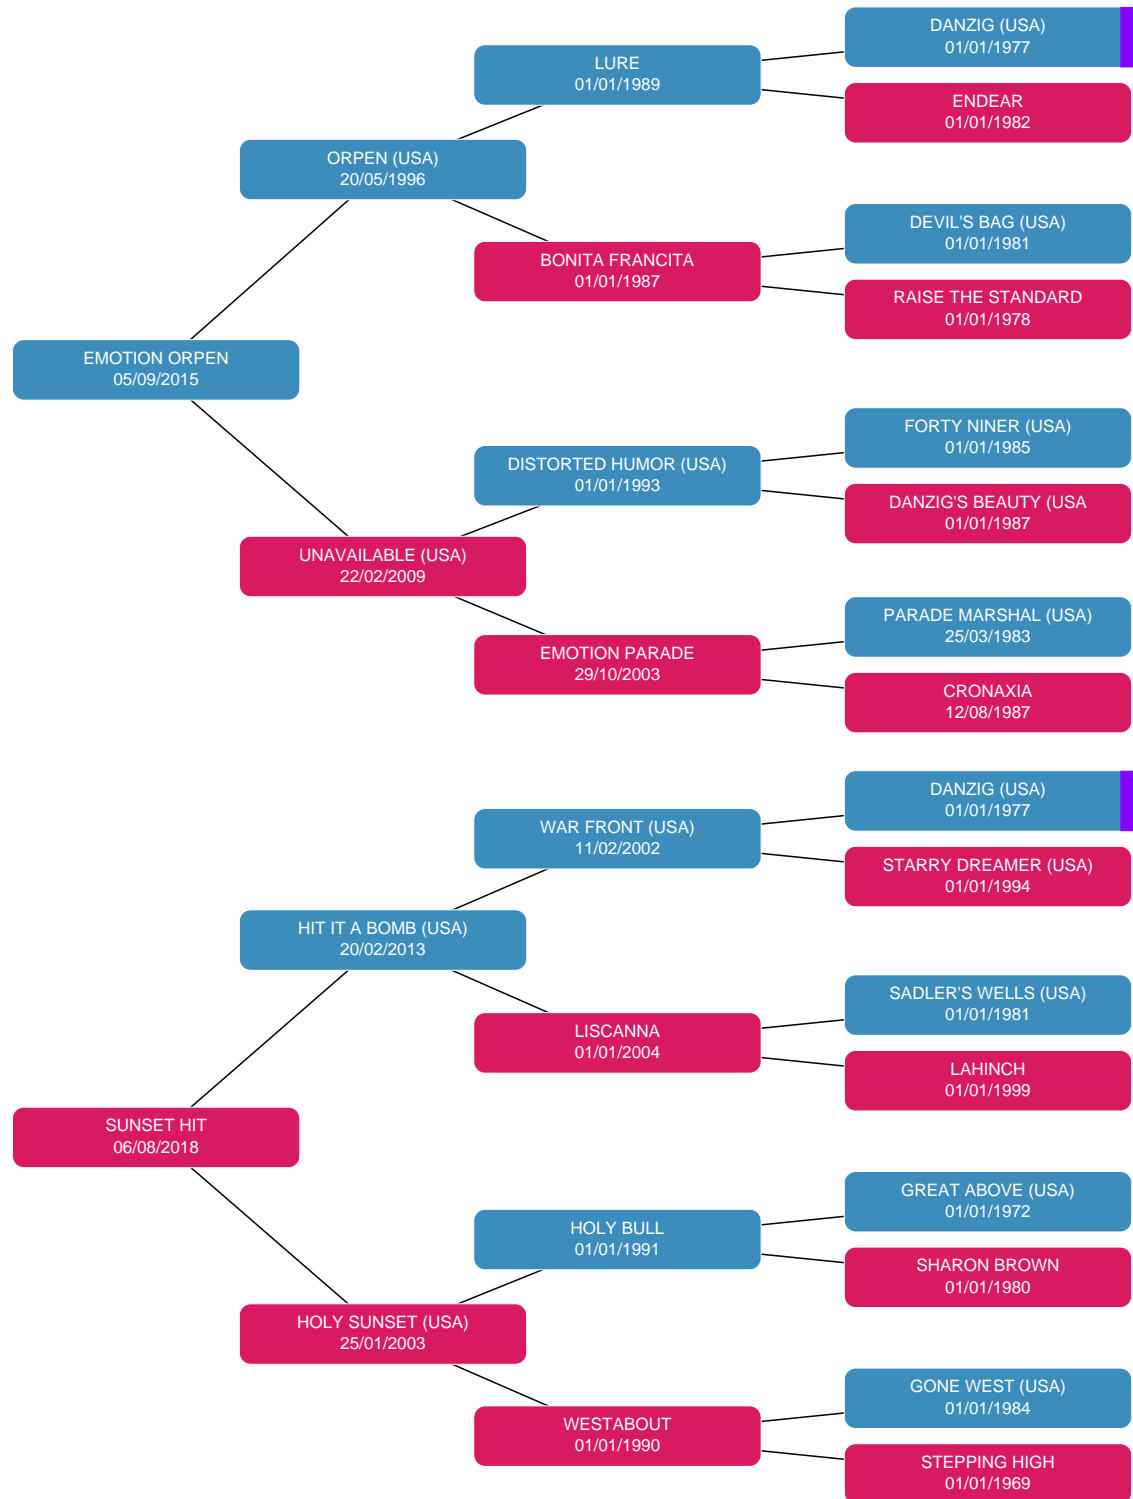 DANZIG (USA)
01/01/1977
LURE
01/01/1989
ENDEAR
01/01/1982
ORPEN (USA)
20/05/1996
DEVIL'S BAG (USA)
01/01/1981
BONITA FRANCITA
01/01/1987
RAISE THE STANDARD
01/01/1978
EMOTION ORPEN
05/09/2015
FORTY NINER (USA)
01/01/1985
DISTORTED HUMOR (USA)
01/01/1993
DANZIG'S BEAUTY (USA
01/01/1987
UNAVAILABLE (USA)
22/02/2009
PARADE MARSHAL (USA)
25/03/1983
EMOTION PARADE
29/10/2003
CRONAXIA
12/08/1987
DANZIG (USA)
01/01/1977
WAR FRONT (USA)
11/02/2002
STARRY DREAMER (USA)
01/01/1994
HIT IT A BOMB (USA)
20/02/2013
SADLER'S WELLS (USA)
01/01/1981
LISCANNA
01/01/2004
LAHINCH
01/01/1999
SUNSET HIT
06/08/2018
GREAT ABOVE (USA)
01/01/1972
HOLY BULL
01/01/1991
SHARON BROWN
01/01/1980
HOLY SUNSET (USA)
25/01/2003
GONE WEST (USA)
01/01/1984
WESTABOUT
01/01/1990
STEPPING HIGH
01/01/1969